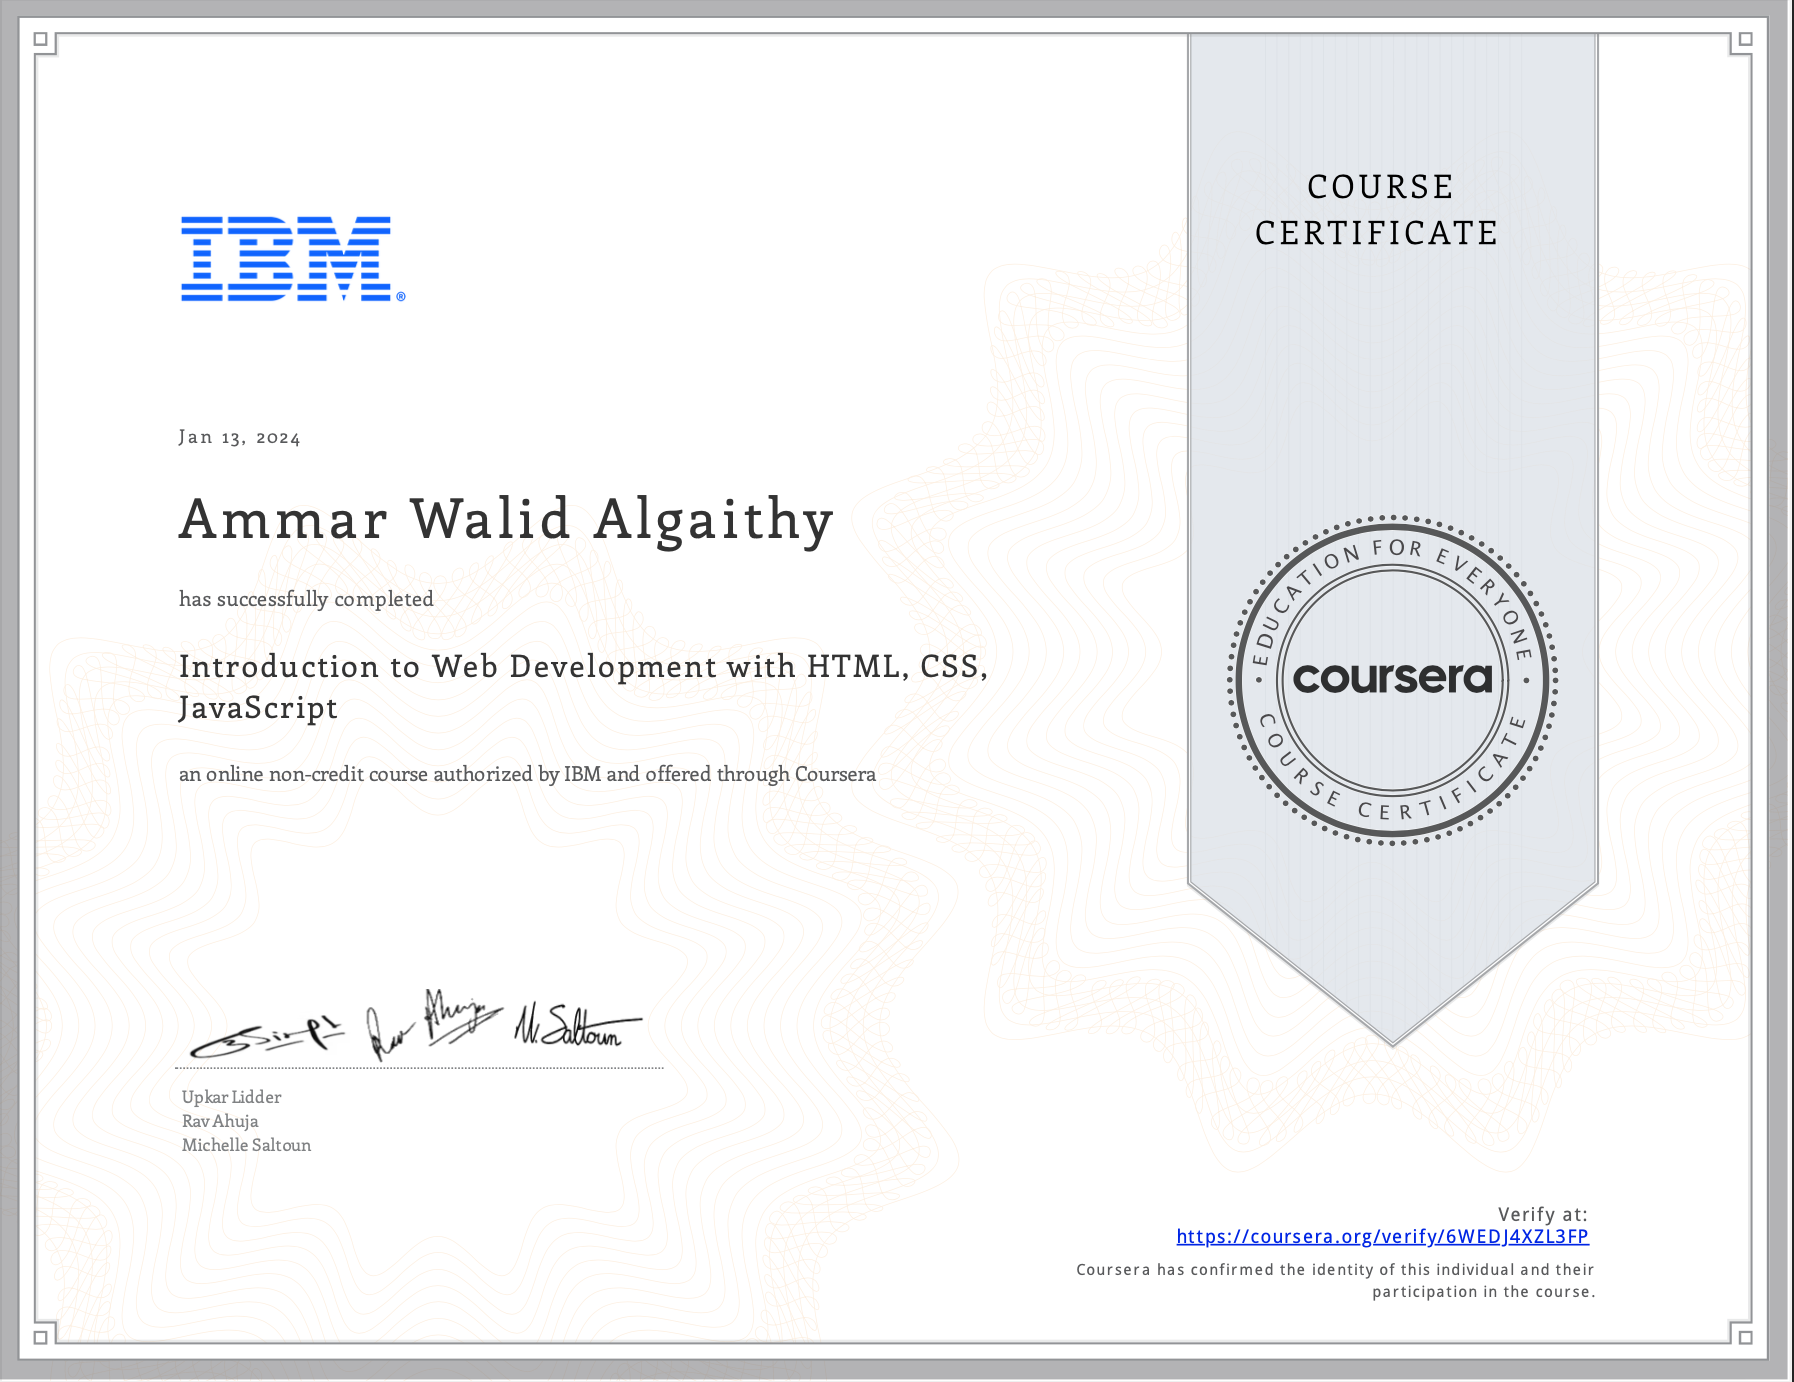 COURSE
CERTIFICATE
IBM®
Jan 13, 2024
Ammar Walid Algaithy
has successfully completed
Introduction to Web Development with HTML, CSS,
JavaScript
an online non-credit course authorized by IBM and offered through Coursera
EDUCATION FOR EVERYONE
coursera
COURSE CERTIFICATE
Rav Ahuja
M. Saltoun
Upkar Lidder
Rav Ahuja
Michelle Saltoun
Verify at:
https://coursera.org/verify/6WEDJ4XZL3FP
Coursera has confirmed the identity of this individual and their
participation in the course.